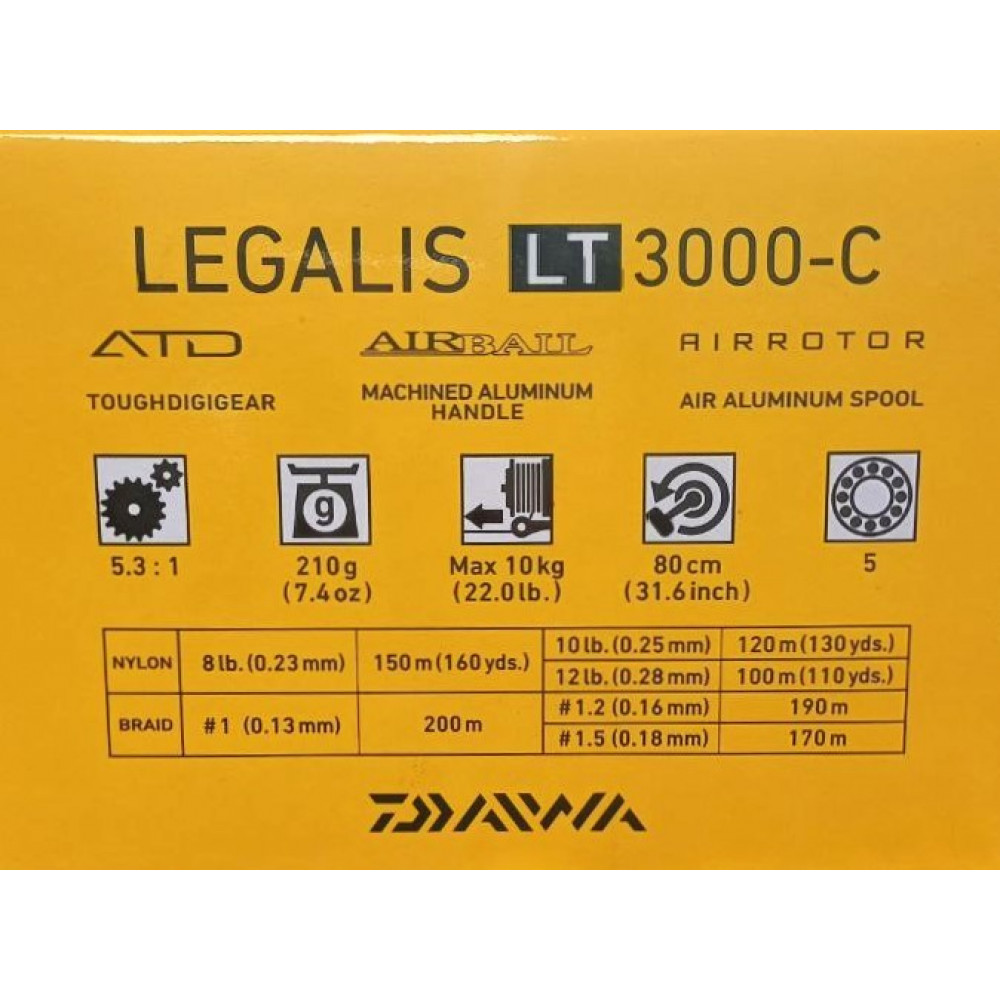 LEGALIS LT 3000-C
ATD AIRBAIL AIRROTOR
TOUGHDIGIGEAR
MACHINED ALUMINUM
HANDLE
AIR ALUMINUM SPOOL
g
5.3 : 1
210g
(7.4oz)
Max 10kg
(22.0lb.)
80cm
(31.6inch)
5
NYLON 8lb.(0.23mm) 150m(160yds.)
10lb.(0.25mm) 120m(130yds.)
12lb.(0.28mm) 100m(110yds.)
BRAID #1 (0.13mm) 200m
#1.2 (0.16mm) 190m
#1.5 (0.18mm) 170m
DAIWA